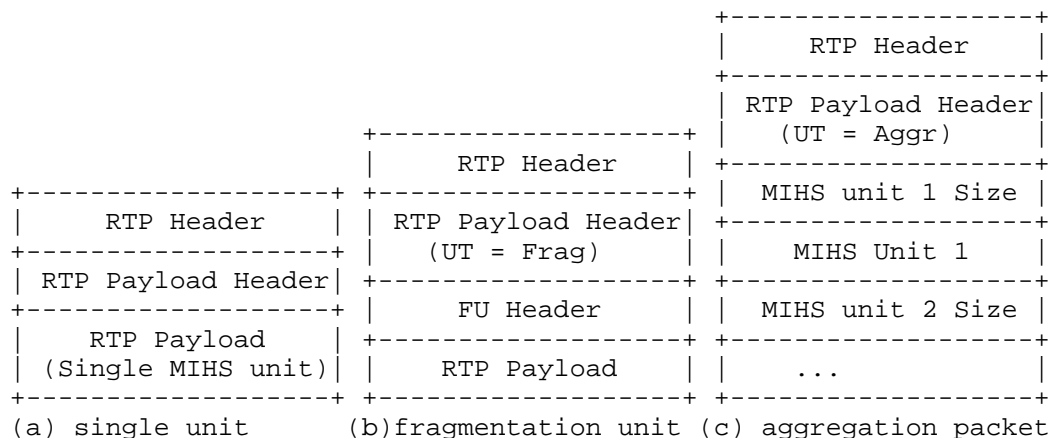 RTP Header
RTP Payload Header
(UT = Aggr)
MIHS unit 1 Size
MIHS Unit 1
MIHS unit 2 Size
...
RTP Header
RTP Payload Header
(UT = Frag)
FU Header
RTP Payload
RTP Header
RTP Payload Header
RTP Payload
(Single MIHS unit)
(a) single unit (b)fragmentation unit (c) aggregation packet